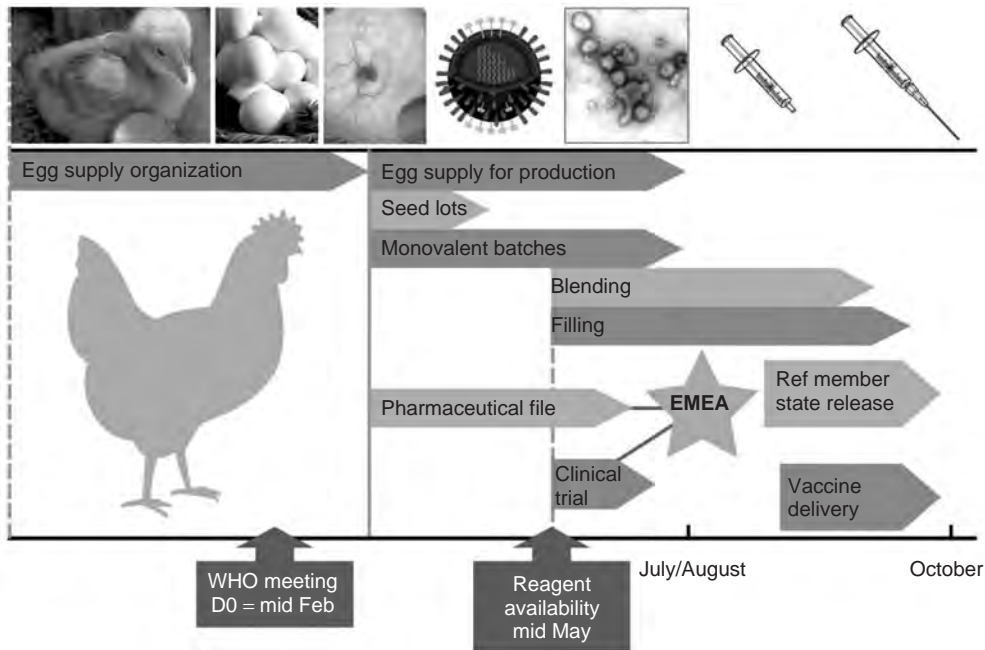 Egg supply organization
Egg supply for production
Seed lots
Monovalent batches
Blending
Filling
Pharmaceutical file
EMEA
Ref member
state release
Clinical
trial
Vaccine
delivery
July/August
October
WHO meeting
D0 = mid Feb
Reagent
availability
mid May